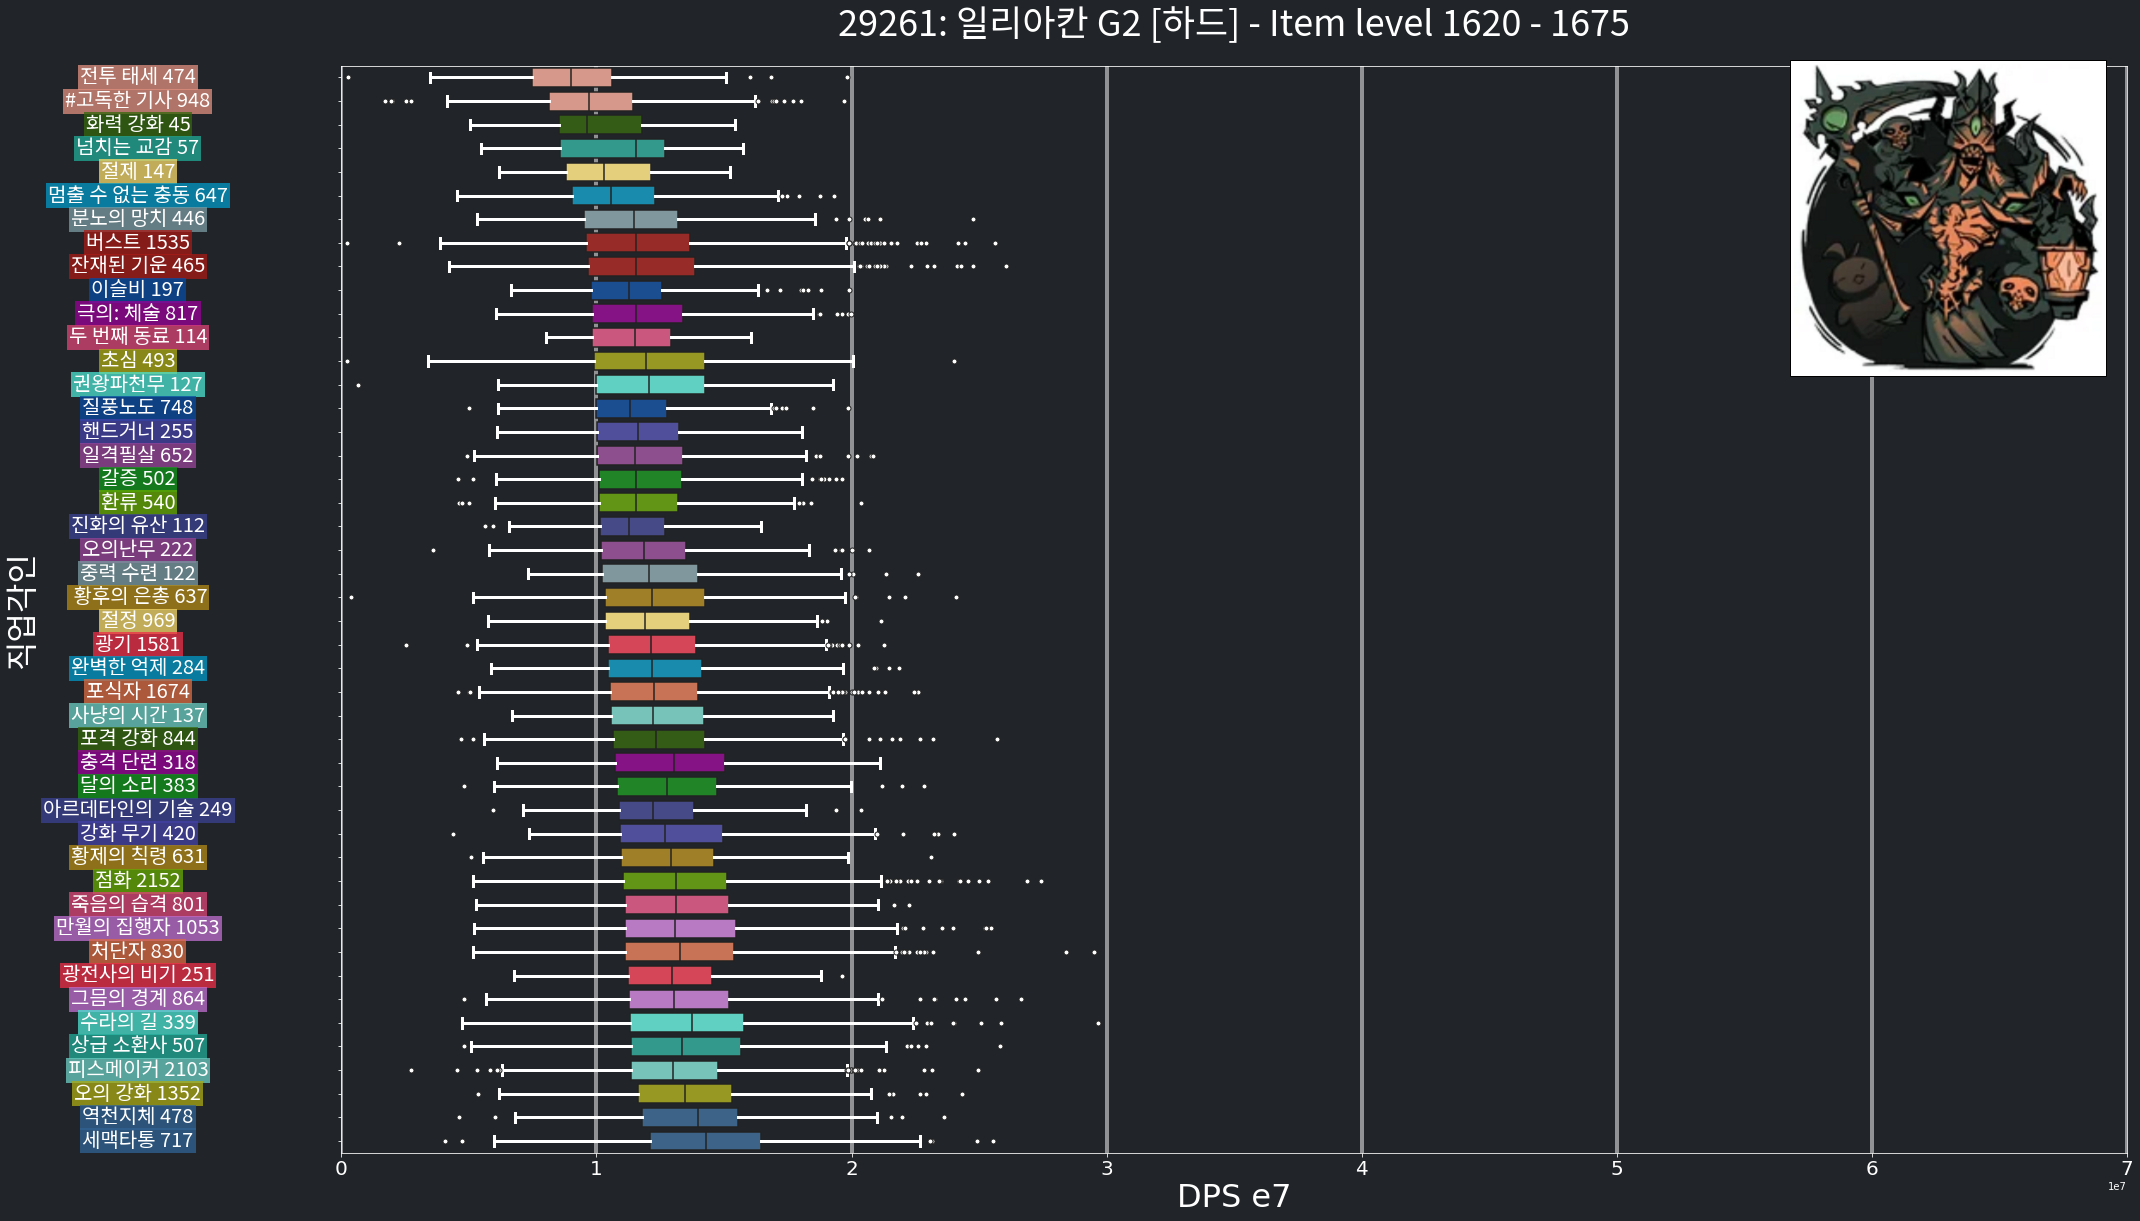 29261: 일리아칸 G2 [하드] - Item level 1620 - 1675
직업각인
전투 태세 474
#고독한 기사 948
화력 강화 45
넘치는 교감 57
절제 147
멈출 수 없는 충동 647
분노의 망치 446
버스트 1535
잔재된 기운 465
이슬비 197
극의: 체술 817
두 번째 동료 114
초심 493
권왕파천무 127
질풍노도 748
핸드거너 255
일격필살 652
갈증 502
환류 540
진화의 유산 112
오의난무 222
중력 수련 122
황후의 은총 637
절정 969
광기 1581
완벽한 억제 284
포식자 1674
사냥의 시간 137
포격 강화 844
충격 단련 318
달의 소리 383
아르데타인의 기술 249
강화 무기 420
황제의 칙령 631
점화 2152
죽음의 습격 801
만월의 집행자 1053
처단자 830
광전사의 비기 251
그믐의 경계 864
수라의 길 339
상급 소환사 507
피스메이커 2103
오의 강화 1352
역천지체 478
세맥타통 717
0 1 2 3 4 5 6 7
1e7
DPS e7